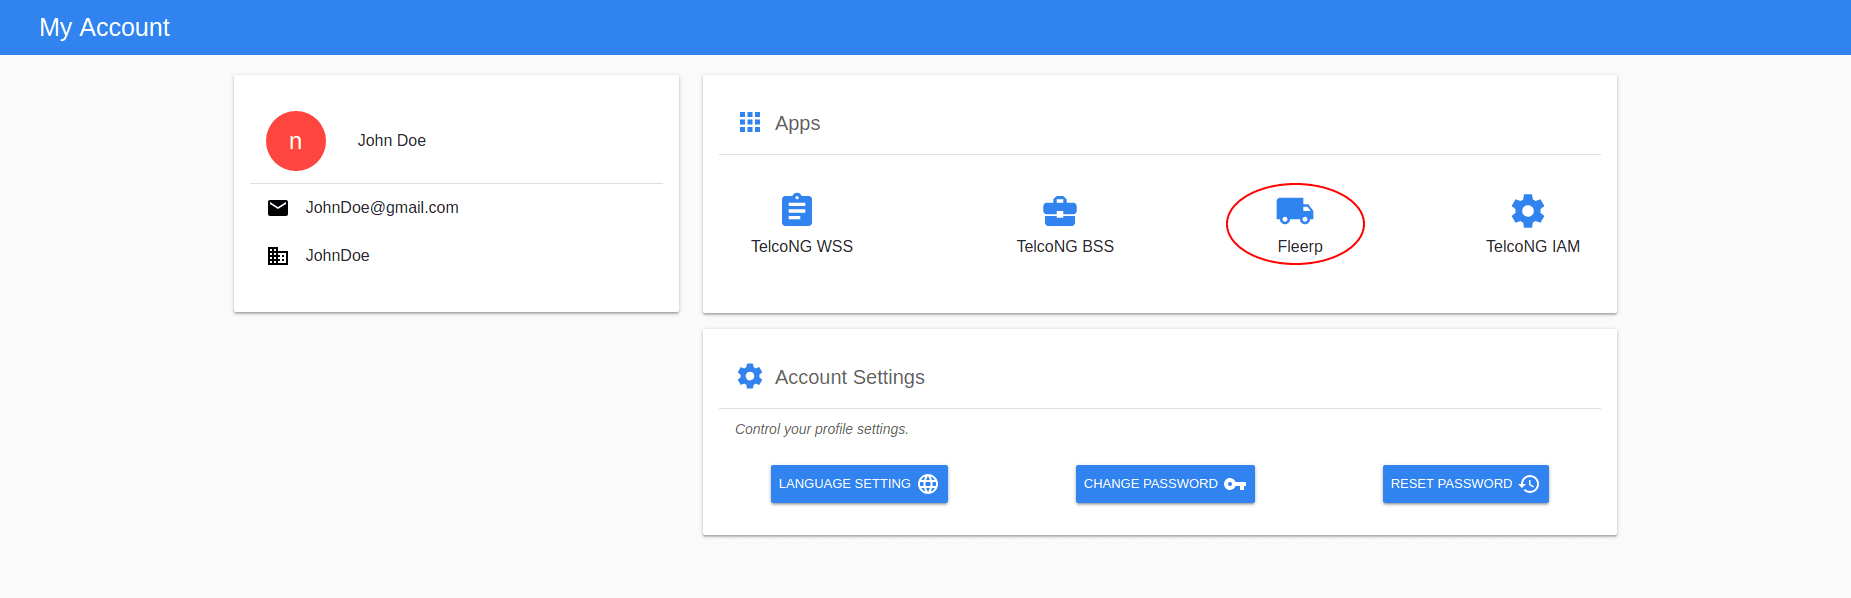 My Account
n
John Doe
JohnDoe@gmail.com
JohnDoe
Apps
TelcoNG WSS
TelcoNG BSS
Fleerp
TelcoNG IAM
Account Settings
Control your profile settings.
LANGUAGE SETTING
CHANGE PASSWORD
RESET PASSWORD